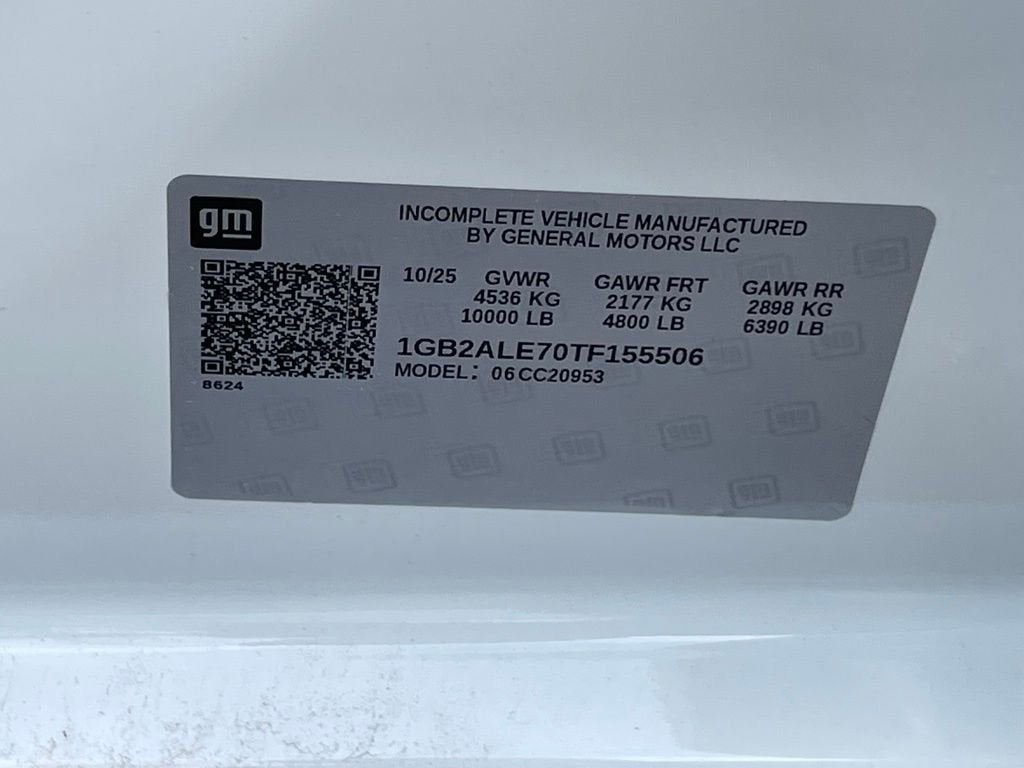 gm
INCOMPLETE VEHICLE MANUFACTURED
BY GENERAL MOTORS LLC
10/25 GVWR GAWR FRT GAWR RR
4536 KG 2177 KG 2898 KG
10000 LB 4800 LB 6390 LB
1GB2ALE70TF155506
MODEL: 06CC20953
8624